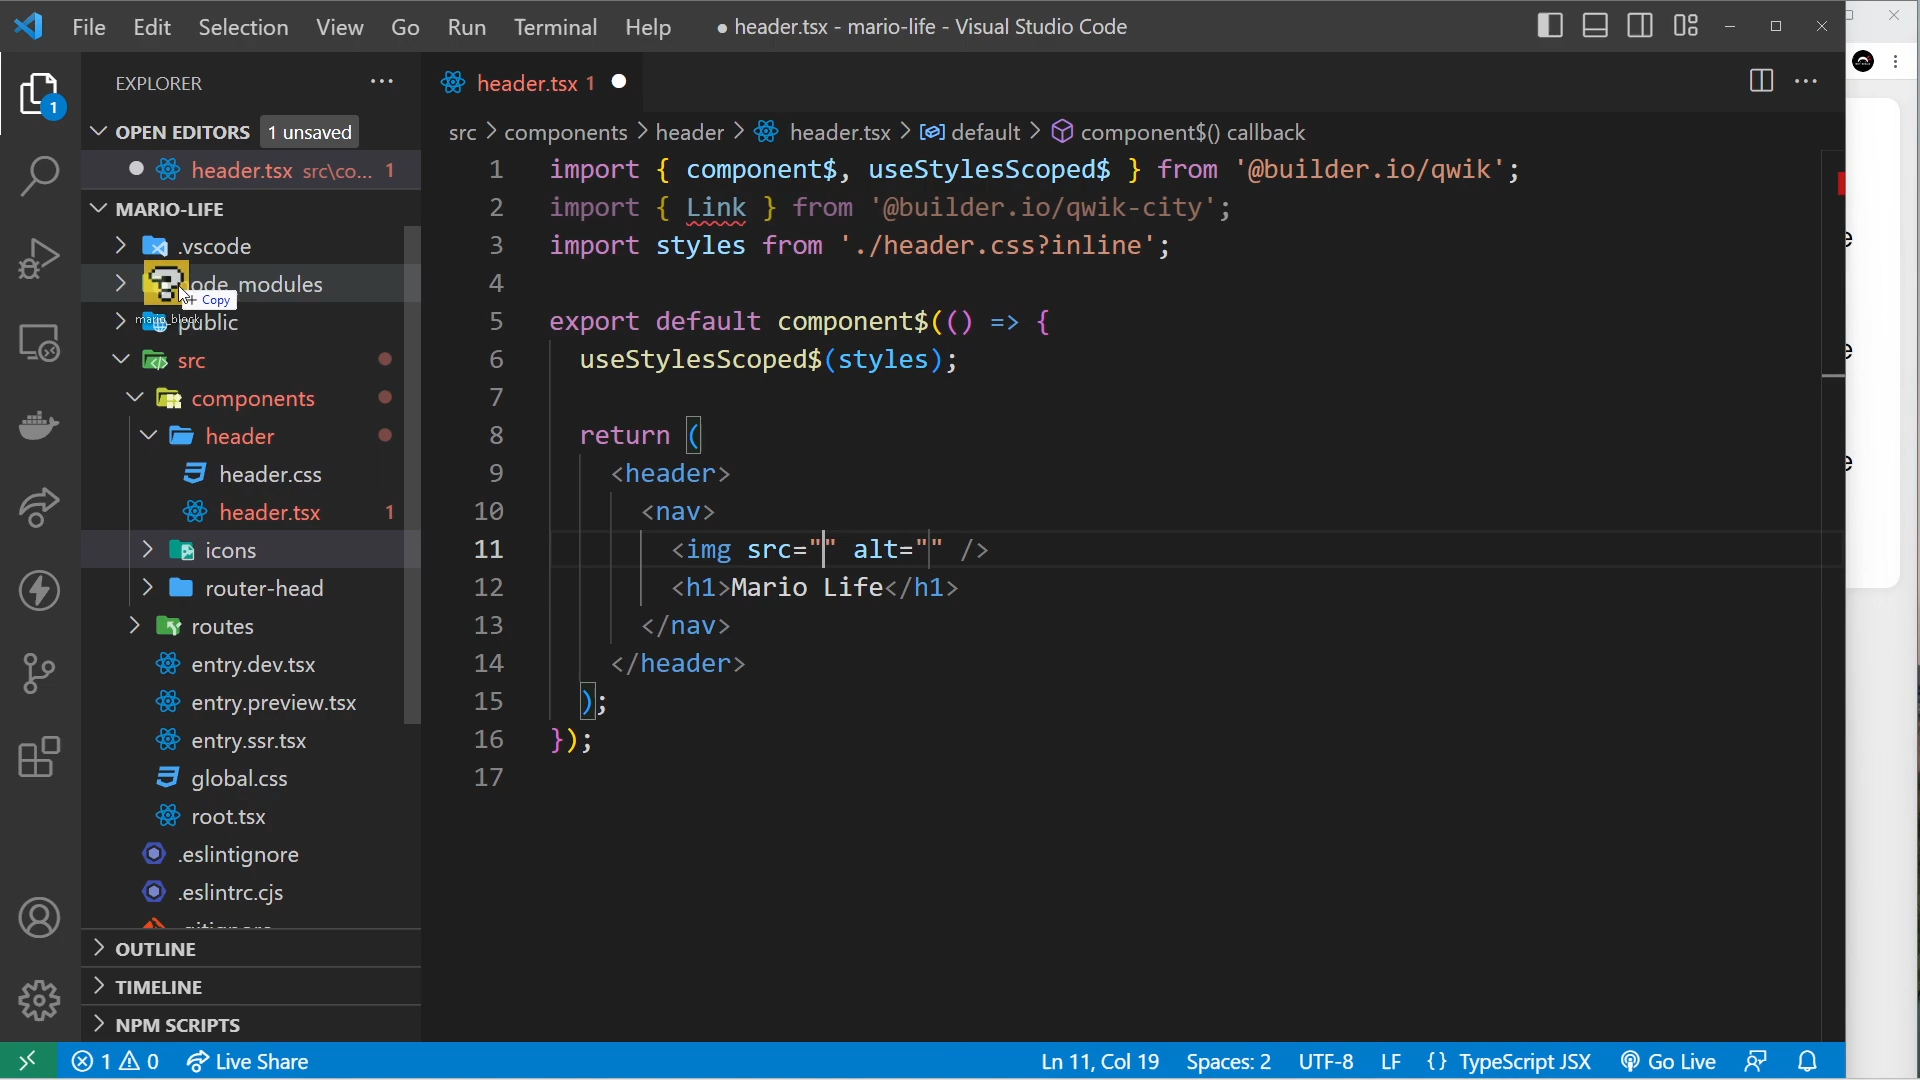 File Edit Selection View Go Run Terminal Help
● header.tsx - mario-life - Visual Studio Code
EXPLORER
OPEN EDITORS 1 unsaved
header.tsx src\co... 1
MARIO-LIFE
.vscode
ode_modules
Copy
mario_block
public
src
components
header
header.css
header.tsx 1
icons
router-head
routes
entry.dev.tsx
entry.preview.tsx
entry.ssr.tsx
global.css
root.tsx
.eslintignore
.eslintrc.cjs
.gitignore
OUTLINE
TIMELINE
NPM SCRIPTS
1
header.tsx 1
src > components > header > header.tsx > default > component$() callback
1 import { component$, useStylesScoped$ } from '@builder.io/qwik';
2 import { Link } from '@builder.io/qwik-city';
3 import styles from './header.css?inline';
4
5 export default component$(() => {
6 useStylesScoped$(styles);
7
8 return (
9 <header>
10 <nav>
11 <img src="" alt="" />
12 <h1>Mario Life</h1>
13 </nav>
14 </header>
15 );
16 });
17
1 0 Live Share
Ln 11, Col 19 Spaces: 2 UTF-8 LF {} TypeScript JSX Go Live